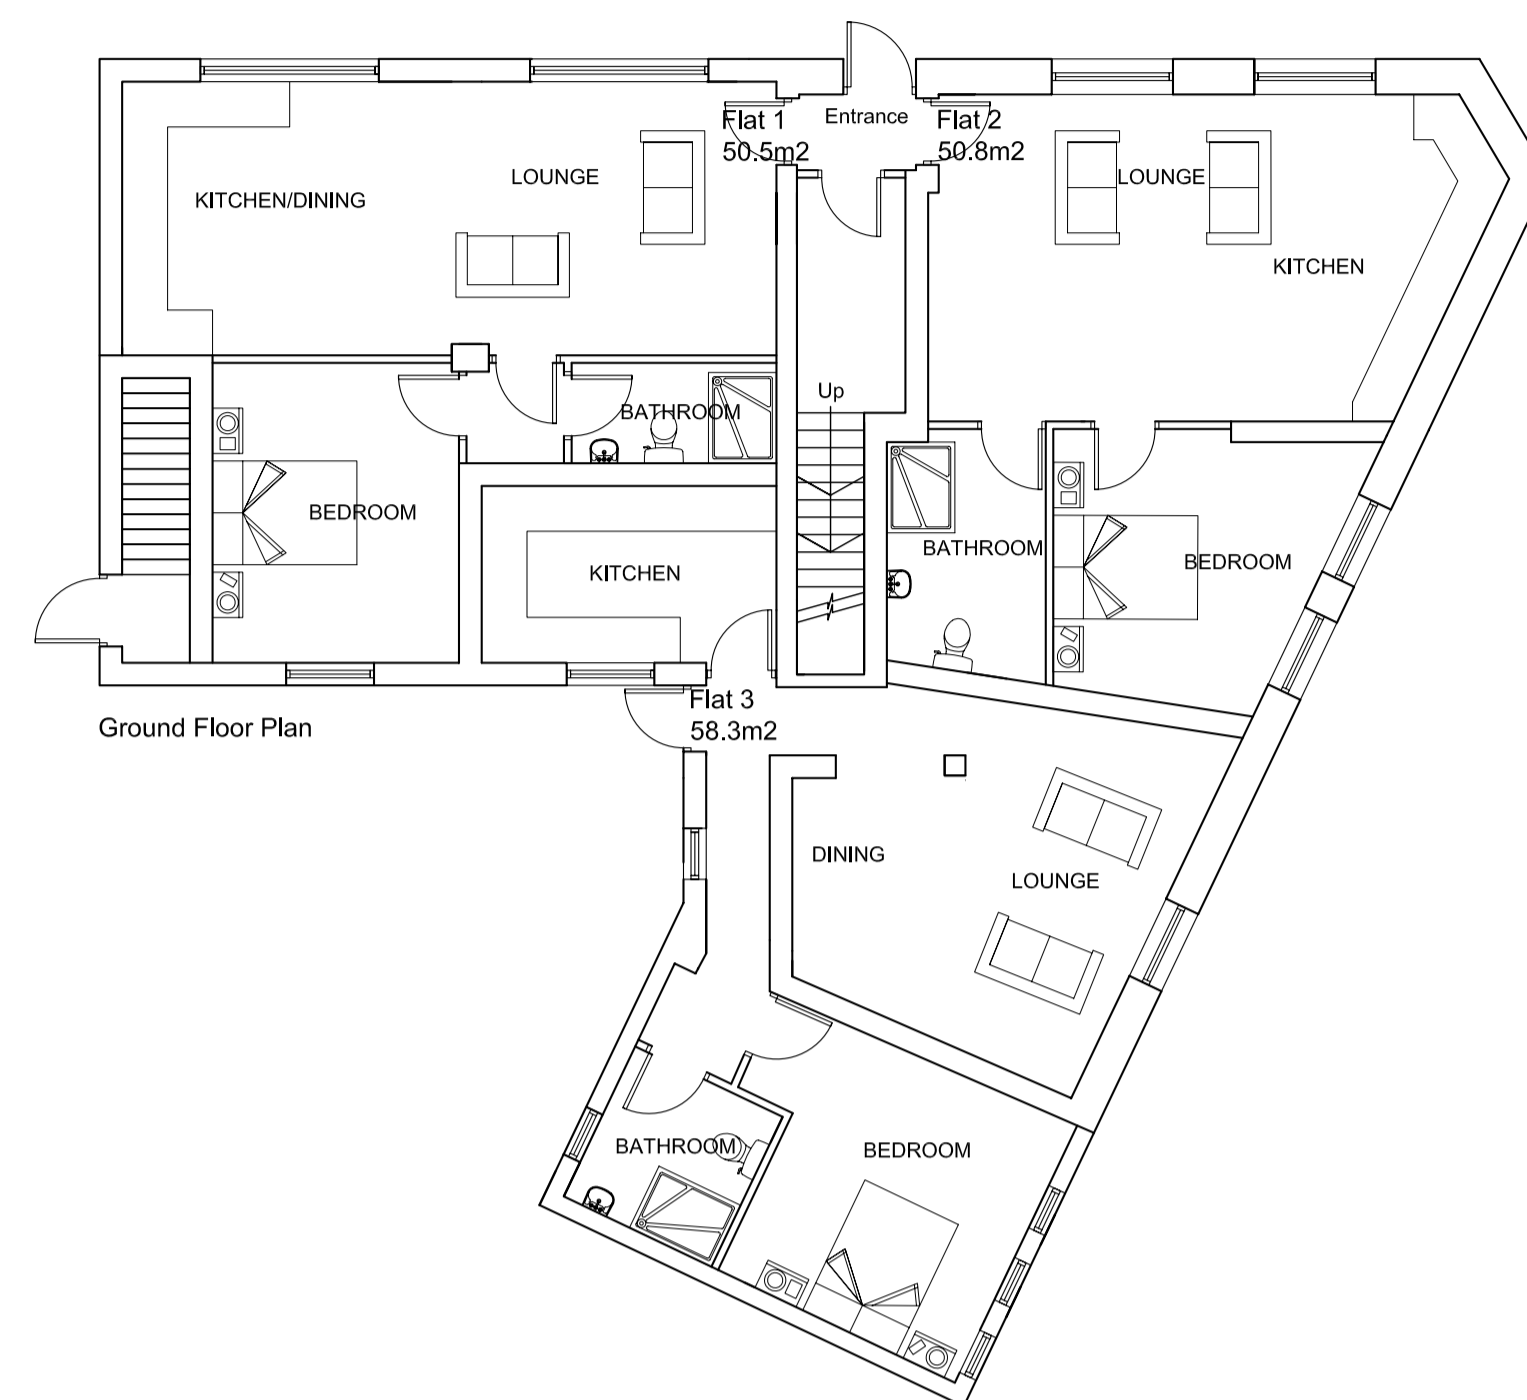 Flat 1
50.5m2
Entrance
Flat 2
50.8m2
KITCHEN/DINING
LOUNGE
LOUNGE
KITCHEN
Up
BATHROOM
BEDROOM
KITCHEN
BATHROOM
BEDROOM
Flat 3
58.3m2
Ground Floor Plan
DINING
LOUNGE
BATHROOM
BEDROOM